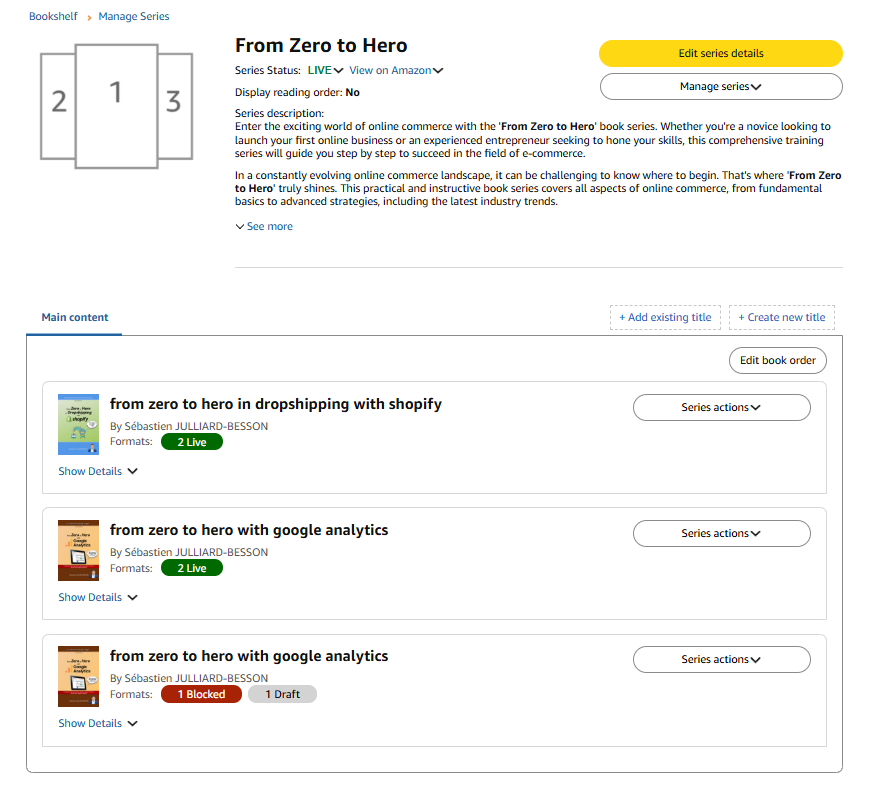 Bookshelf › Manage Series
2 1 3
From Zero to Hero
Series Status: LIVE View on Amazon
Display reading order: No
Series description:
Enter the exciting world of online commerce with the 'From Zero to Hero' book series. Whether you're a novice looking to
launch your first online business or an experienced entrepreneur seeking to hone your skills, this comprehensive training
series will guide you step by step to succeed in the field of e-commerce.
In a constantly evolving online commerce landscape, it can be challenging to know where to begin. That's where 'From Zero
to Hero' truly shines. This practical and instructive book series covers all aspects of online commerce, from fundamental
basics to advanced strategies, including the latest industry trends.
See more
Edit series details
Manage series
Main content
+ Add existing title
+ Create new title
Edit book order
from zero to hero in dropshipping with shopify
By Sébastien JULLIARD-BESSON
Formats: 2 Live
Show Details
Series actions
from zero to hero with google analytics
By Sébastien JULLIARD-BESSON
Formats: 2 Live
Show Details
Series actions
from zero to hero with google analytics
By Sébastien JULLIARD-BESSON
Formats: 1 Blocked 1 Draft
Show Details
Series actions